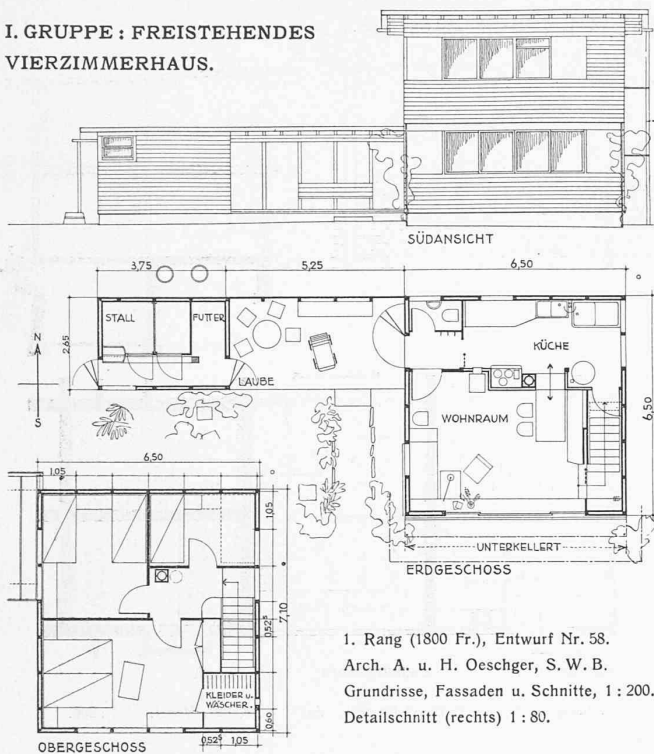 I. GRUPPE : FREISTEHENDES
VIERZIMMERHAUS.
SÜDANSICHT
3,75
5,25
6,50
2,65
N
S
STALL
FUTTER
LAUBE
KÜCHE
WOHNRAUM
6,50
UNTERKELLERT
ERDGESCHOSS
6,50
1,05
1,05
0,52⁵
7,10
0,60
KLEIDER u.
WÄSCHER.
0,52⁵ 1,05
OBERGESCHOSS
1. Rang (1800 Fr.), Entwurf Nr. 58.
Arch. A. u. H. Oeschger, S. W. B.
Grundrisse, Fassaden u. Schnitte, 1 : 200.
Detailschnitt (rechts) 1 : 80.